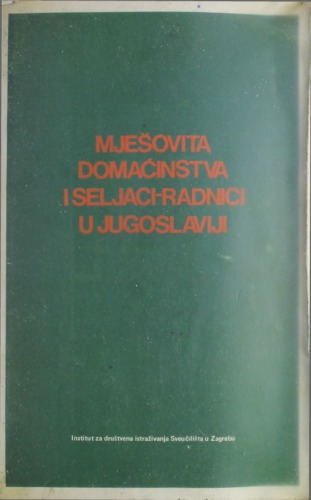 MJEŠOVITA
DOMAĆINSTVA
I SELJACI-RADNICI
U JUGOSLAVIJI
Institut za društvena istraživanja Sveučilišta u Zagrebu